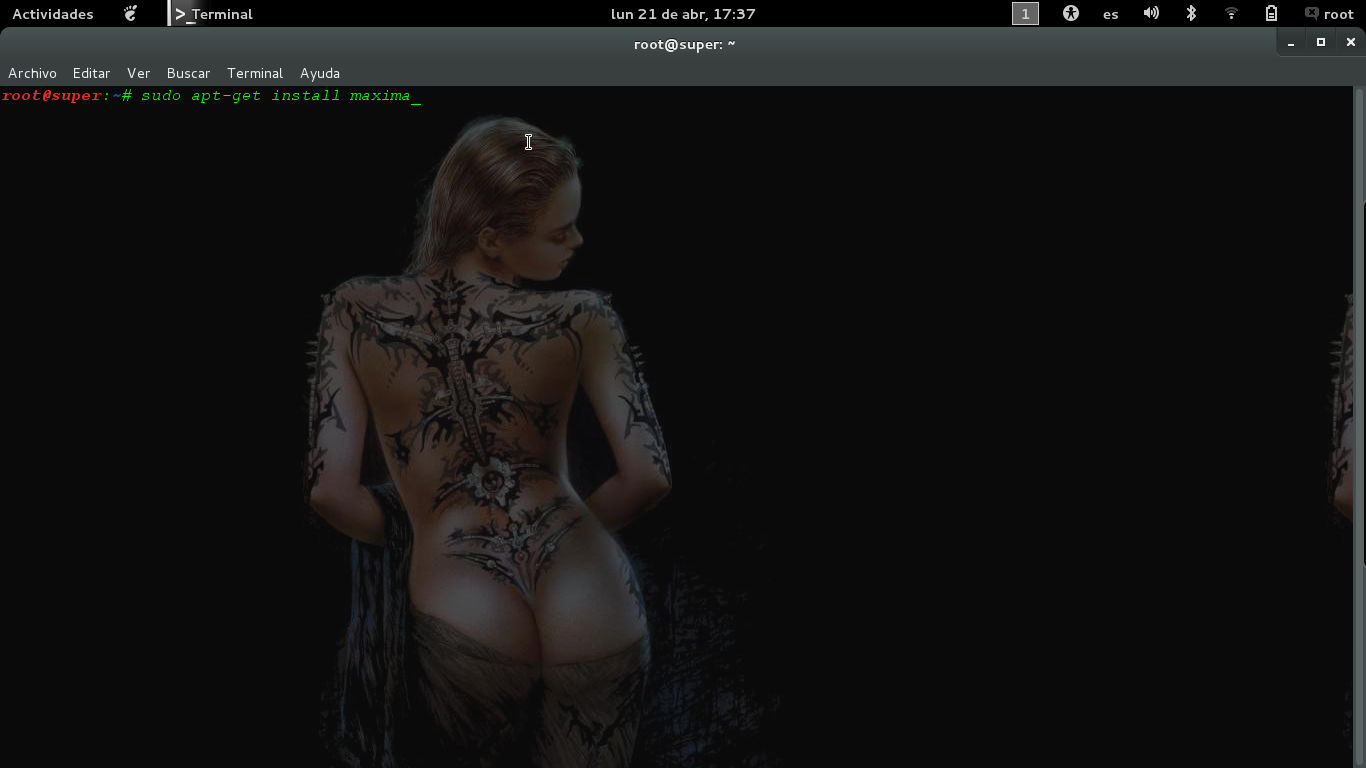 Actividades
Terminal
lun 21 de abr, 17:37
1
es
root
root@super: ~
Archivo Editar Ver Buscar Terminal Ayuda
root@super:~# sudo apt-get install maxima_